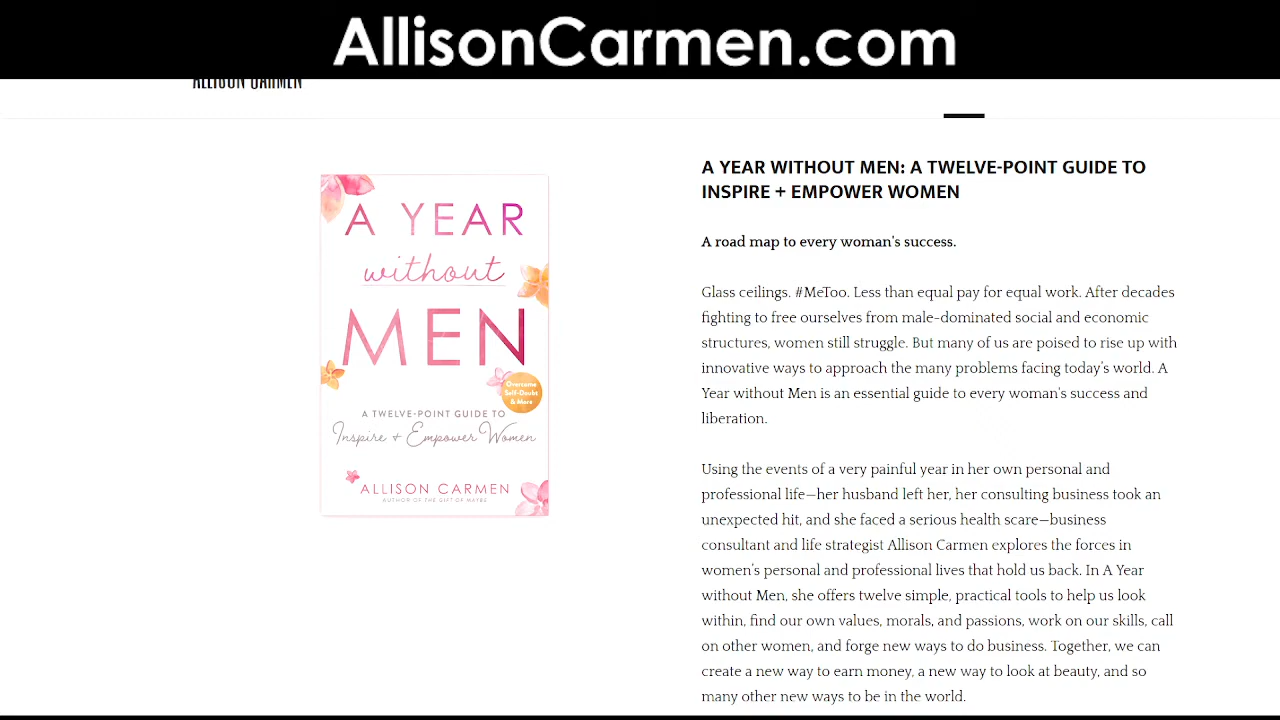 AllisonCarmen.com
ALLISON CARMEN
A YEAR
without
MEN
Overcome
Self-Doubt
& More
A TWELVE-POINT GUIDE TO
Inspire + Empower Women
ALLISON CARMEN
AUTHOR OF THE GIFT OF MAYBE
A YEAR WITHOUT MEN: A TWELVE-POINT GUIDE TO
INSPIRE + EMPOWER WOMEN
A road map to every woman's success.
Glass ceilings. #MeToo. Less than equal pay for equal work. After decades
fighting to free ourselves from male-dominated social and economic
structures, women still struggle. But many of us are poised to rise up with
innovative ways to approach the many problems facing today's world. A
Year without Men is an essential guide to every woman's success and
liberation.
Using the events of a very painful year in her own personal and
professional life—her husband left her, her consulting business took an
unexpected hit, and she faced a serious health scare—business
consultant and life strategist Allison Carmen explores the forces in
women's personal and professional lives that hold us back. In A Year
without Men, she offers twelve simple, practical tools to help us look
within, find our own values, morals, and passions, work on our skills, call
on other women, and forge new ways to do business. Together, we can
create a new way to earn money, a new way to look at beauty, and so
many other new ways to be in the world.